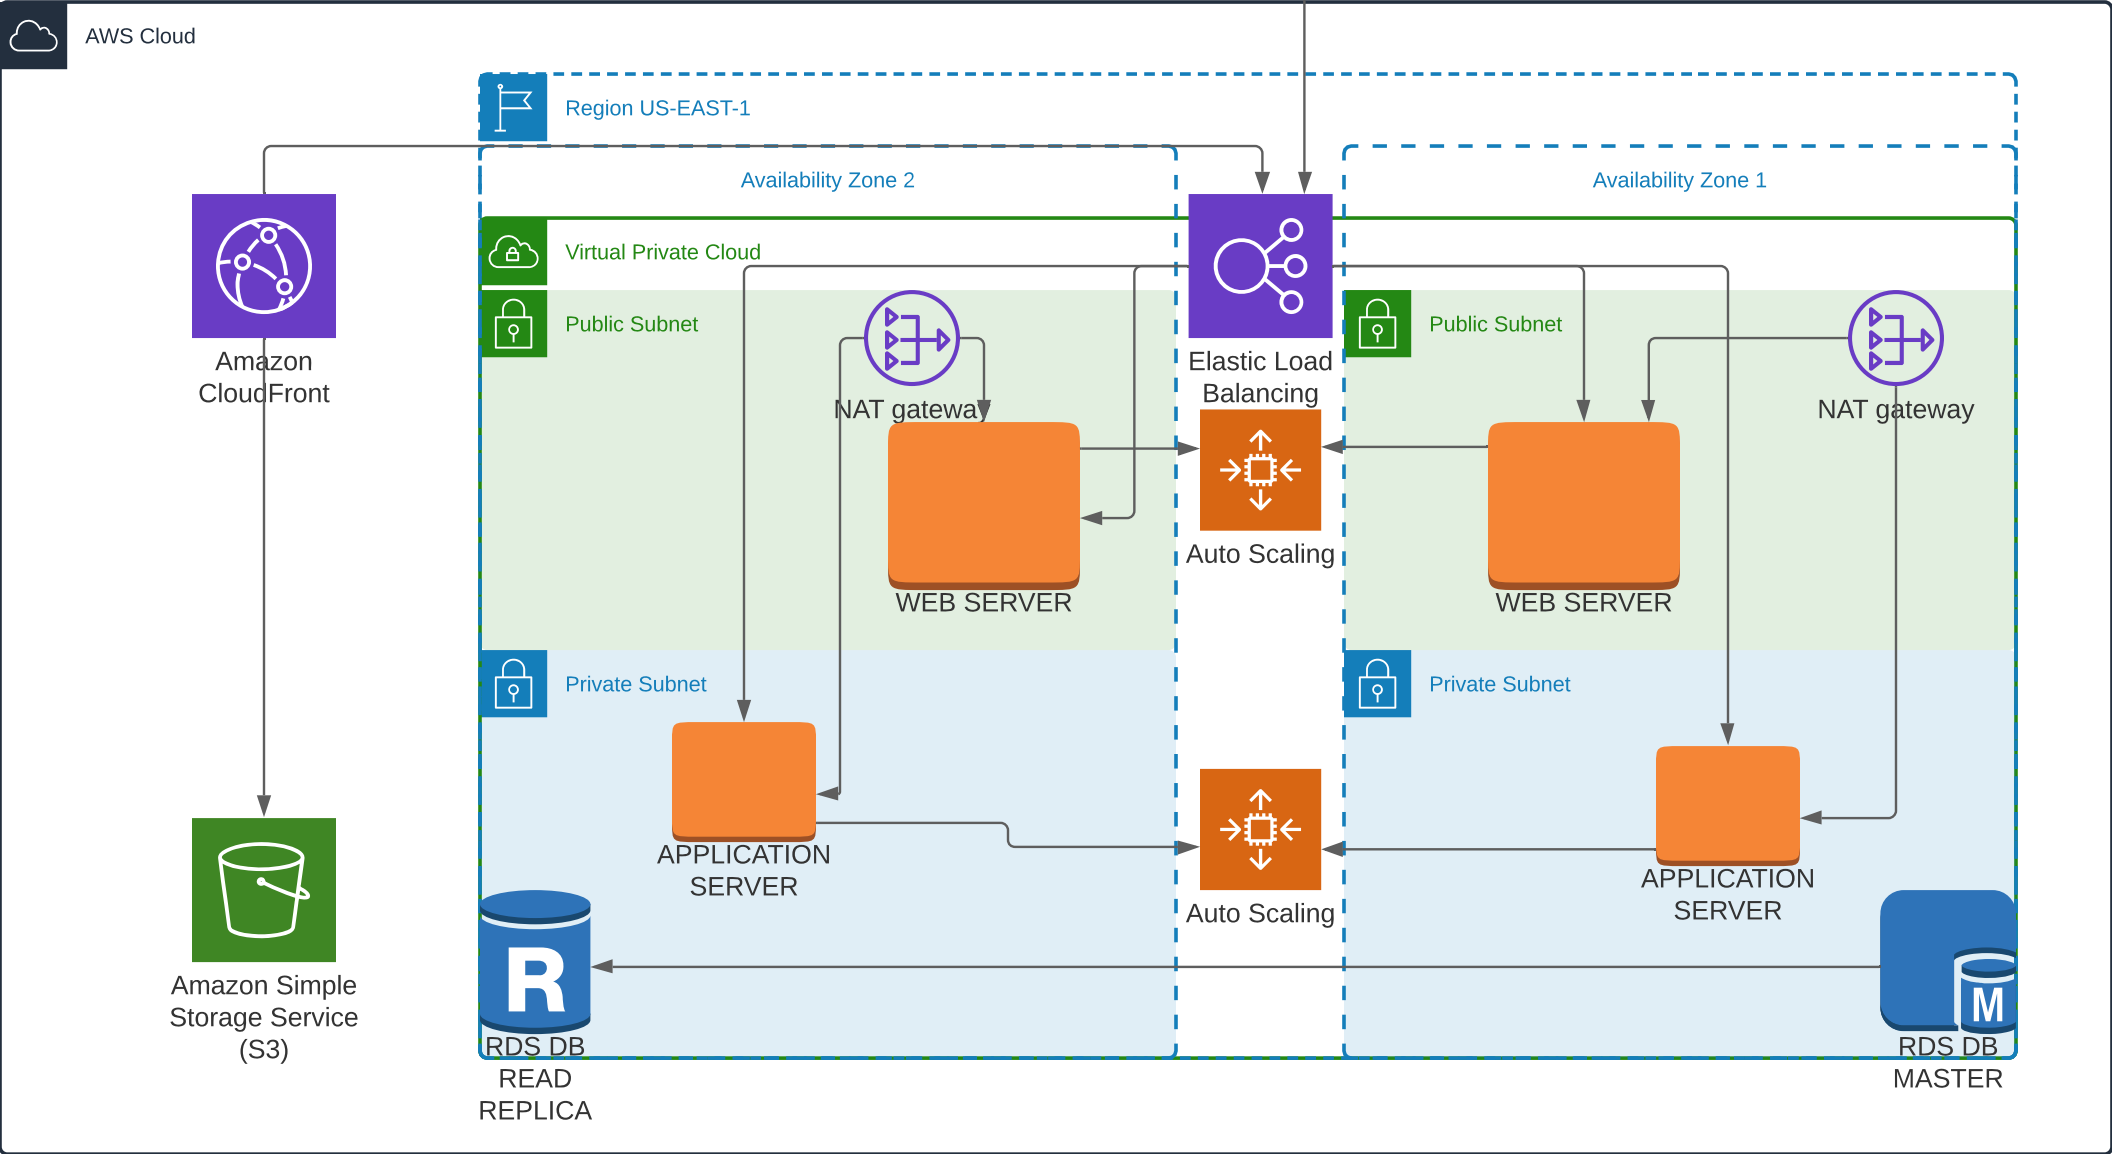 AWS Cloud
Region US-EAST-1
Availability Zone 2
Availability Zone 1
Virtual Private Cloud
Public Subnet
Public Subnet
Amazon
CloudFront
Elastic Load
Balancing
NAT gateway
NAT gateway
Auto Scaling
WEB SERVER
WEB SERVER
Private Subnet
Private Subnet
APPLICATION
SERVER
APPLICATION
SERVER
Auto Scaling
R
M
Amazon Simple
Storage Service
(S3)
RDS DB
READ
REPLICA
RDS DB
MASTER